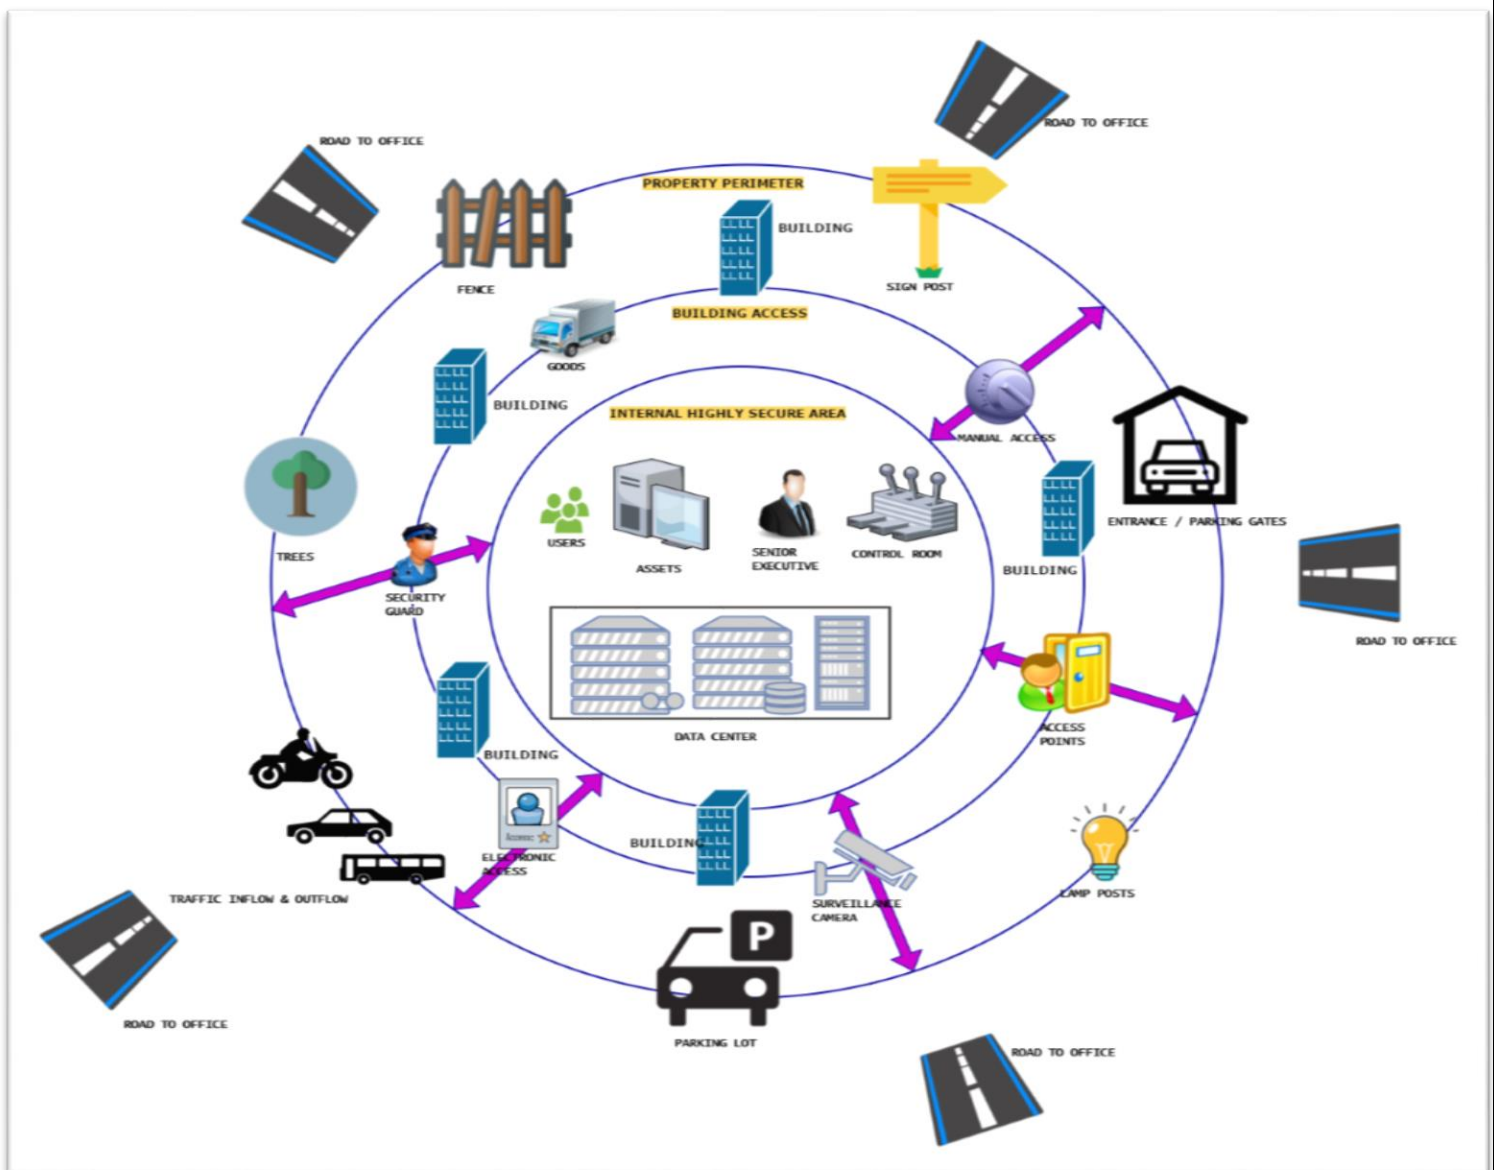 ROAD TO OFFICE
ROAD TO OFFICE
PROPERTY PERIMETER
BUILDING
FENCE
SIGN POST
BUILDING ACCESS
GOODS
BUILDING
INTERNAL HIGHLY SECURE AREA
MANUAL ACCESS
ENTRANCE / PARKING GATES
USERS
ASSETS
SENIOR
EXECUTIVE
CONTROL ROOM
TREES
BUILDING
SECURITY
GUARD
ROAD TO OFFICE
ACCESS
POINTS
DATA CENTER
BUILDING
BUILDING
Access
ELECTRONIC
ACCESS
SURVEILLANCE
CAMERA
LAMP POSTS
TRAFFIC INFLOW & OUTFLOW
P
ROAD TO OFFICE
PARKING LOT
ROAD TO OFFICE